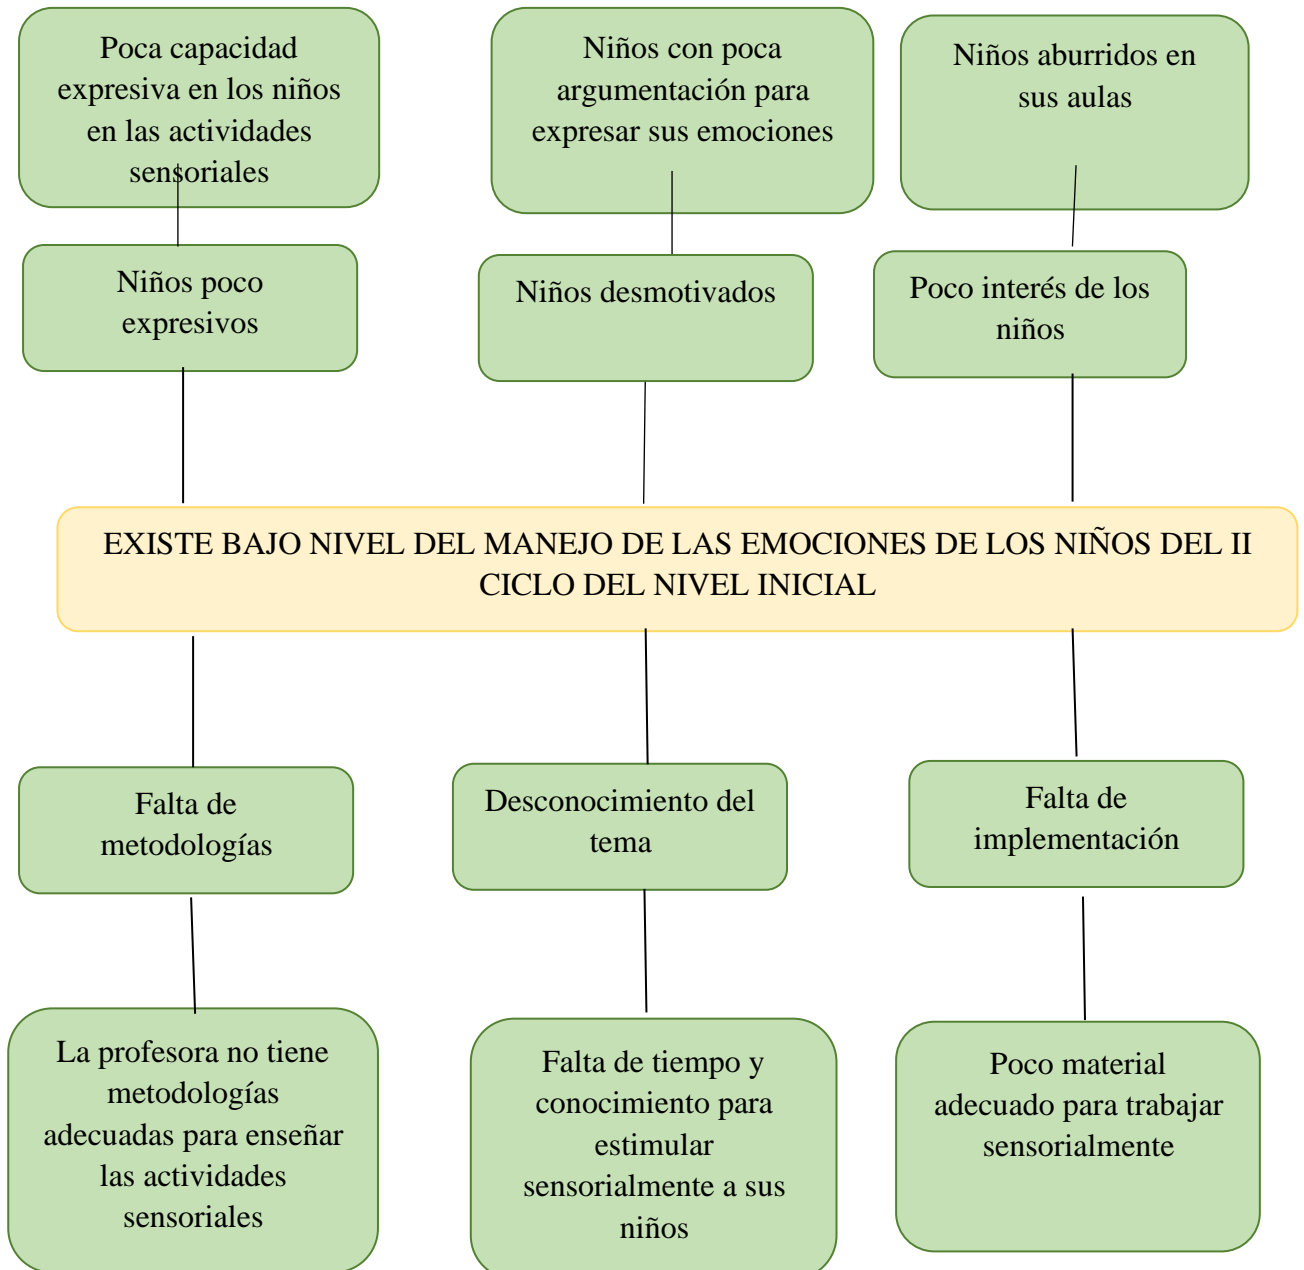 Poca capacidad
expresiva en los niños
en las actividades
sensoriales
Niños con poca
argumentación para
expresar sus emociones
Niños aburridos en
sus aulas
Niños poco
expresivos
Niños desmotivados
Poco interés de los
niños
EXISTE BAJO NIVEL DEL MANEJO DE LAS EMOCIONES DE LOS NIÑOS DEL II
CICLO DEL NIVEL INICIAL
Falta de
metodologías
Desconocimiento del
tema
Falta de
implementación
La profesora no tiene
metodologías
adecuadas para enseñar
las actividades
sensoriales
Falta de tiempo y
conocimiento para
estimular
sensorialmente a sus
niños
Poco material
adecuado para trabajar
sensorialmente